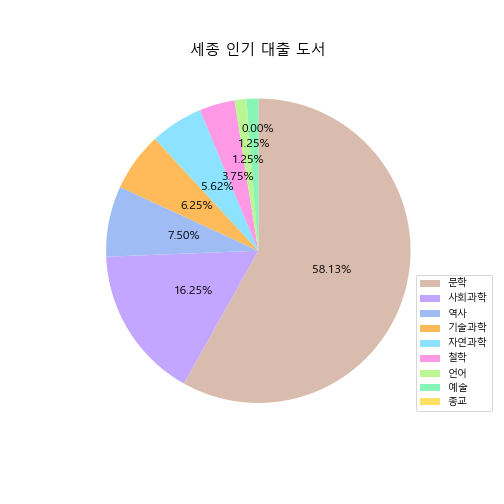 세종 인기 대출 도서
0.00%
1.25%
1.25%
3.75%
5.62%
6.25%
7.50%
58.13%
16.25%
문학
사회과학
역사
기술과학
자연과학
철학
언어
예술
종교